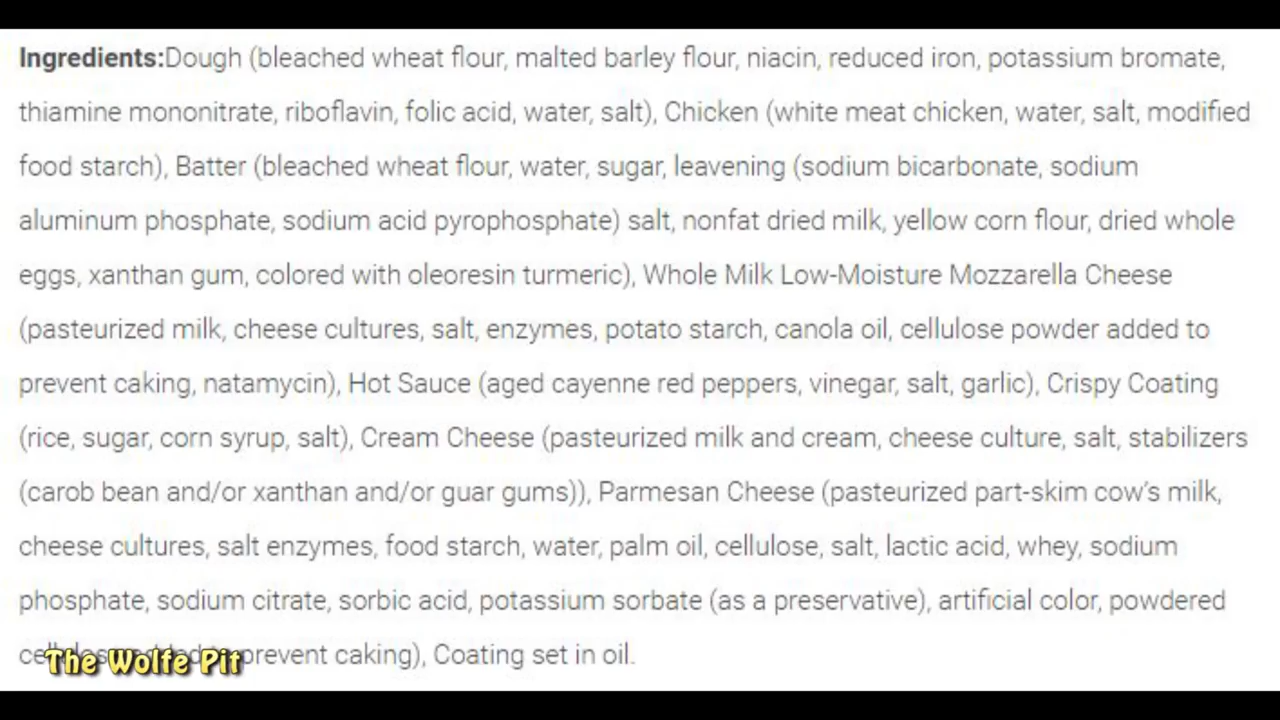 Ingredients:Dough (bleached wheat flour, malted barley flour, niacin, reduced iron, potassium bromate,
thiamine mononitrate, riboflavin, folic acid, water, salt), Chicken (white meat chicken, water, salt, modified
food starch), Batter (bleached wheat flour, water, sugar, leavening (sodium bicarbonate, sodium
aluminum phosphate, sodium acid pyrophosphate) salt, nonfat dried milk, yellow corn flour, dried whole
eggs, xanthan gum, colored with oleoresin turmeric), Whole Milk Low-Moisture Mozzarella Cheese
(pasteurized milk, cheese cultures, salt, enzymes, potato starch, canola oil, cellulose powder added to
prevent caking, natamycin), Hot Sauce (aged cayenne red peppers, vinegar, salt, garlic), Crispy Coating
(rice, sugar, corn syrup, salt), Cream Cheese (pasteurized milk and cream, cheese culture, salt, stabilizers
(carob bean and/or xanthan and/or guar gums)), Parmesan Cheese (pasteurized part-skim cow's milk,
cheese cultures, salt enzymes, food starch, water, palm oil, cellulose, salt, lactic acid, whey, sodium
phosphate, sodium citrate, sorbic acid, potassium sorbate (as a preservative), artificial color, powdered
prevent caking), Coating set in oil.
The Wolfe Pit